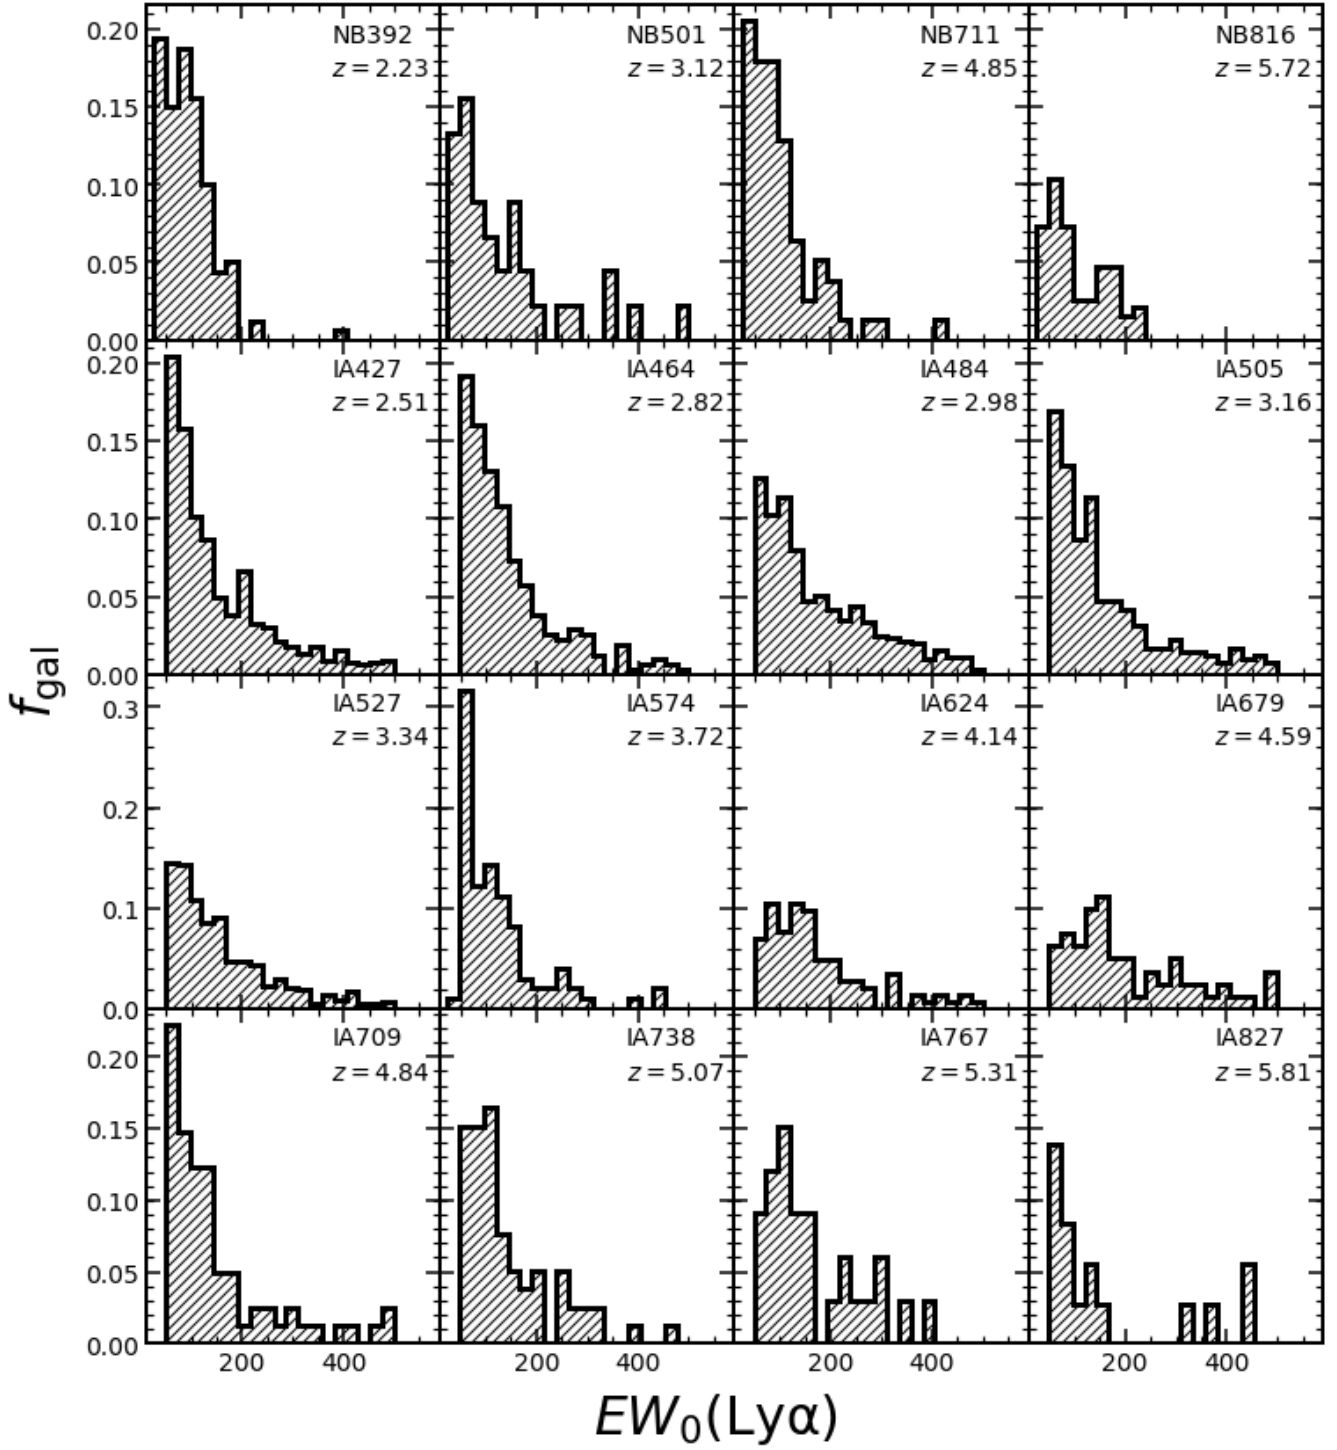 NB392 NB501 NB711 NB816
z = 2.23 z = 3.12 z = 4.85 z = 5.72
0.20
0.15
0.10
0.05
0.00
IA427 IA464 IA484 IA505
z = 2.51 z = 2.82 z = 2.98 z = 3.16
0.20
0.15
0.10
0.05
0.00
IA527 IA574 IA624 IA679
z = 3.34 z = 3.72 z = 4.14 z = 4.59
0.3
0.2
0.1
0.0
IA709 IA738 IA767 IA827
z = 4.84 z = 5.07 z = 5.31 z = 5.81
0.20
0.15
0.10
0.05
0.00
200 400 200 400 200 400 200 400
f_gal
EW₀(Lyα)